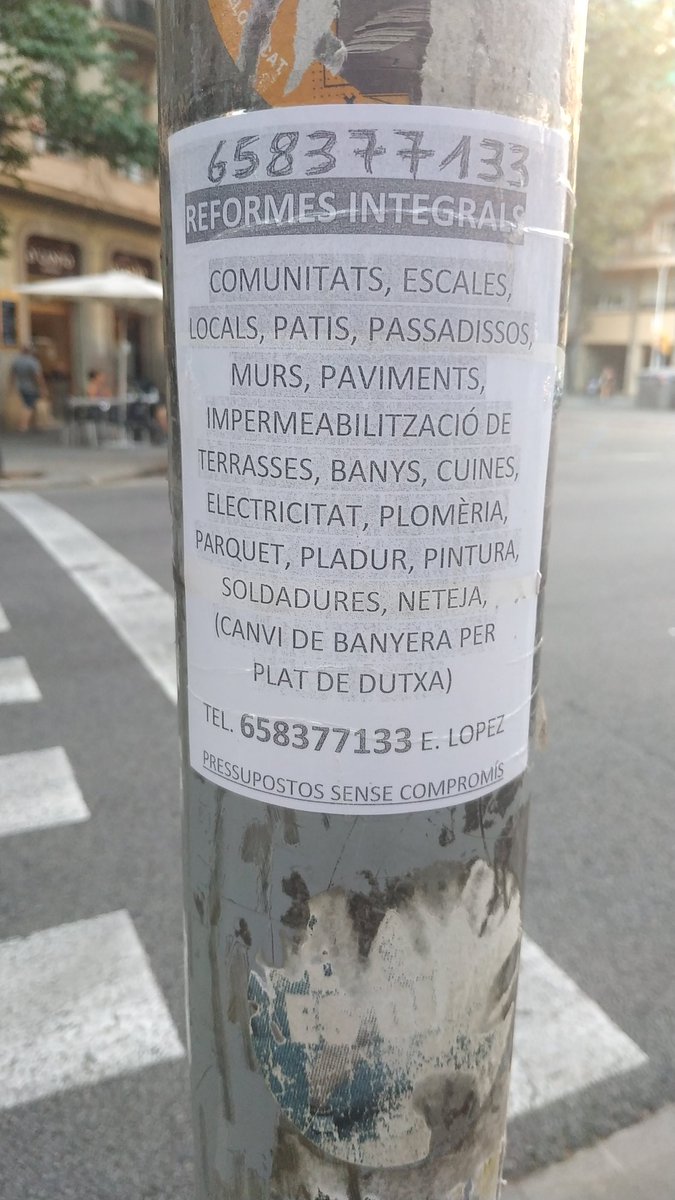 658377133
REFORMES INTEGRALS
COMUNITATS, ESCALES,
LOCALS, PATIS, PASSADISSOS,
MURS, PAVIMENTS,
IMPERMEABILITZACIÓ DE
TERRASSES, BANYS, CUINES,
ELECTRICITAT, PLOMÈRIA,
PARQUET, PLADUR, PINTURA,
SOLDADURES, NETEJA,
(CANVI DE BANYERA PER
PLAT DE DUTXA)
TEL. 658377133 E. LOPEZ
PRESSUPOSTOS SENSE COMPROMÍS